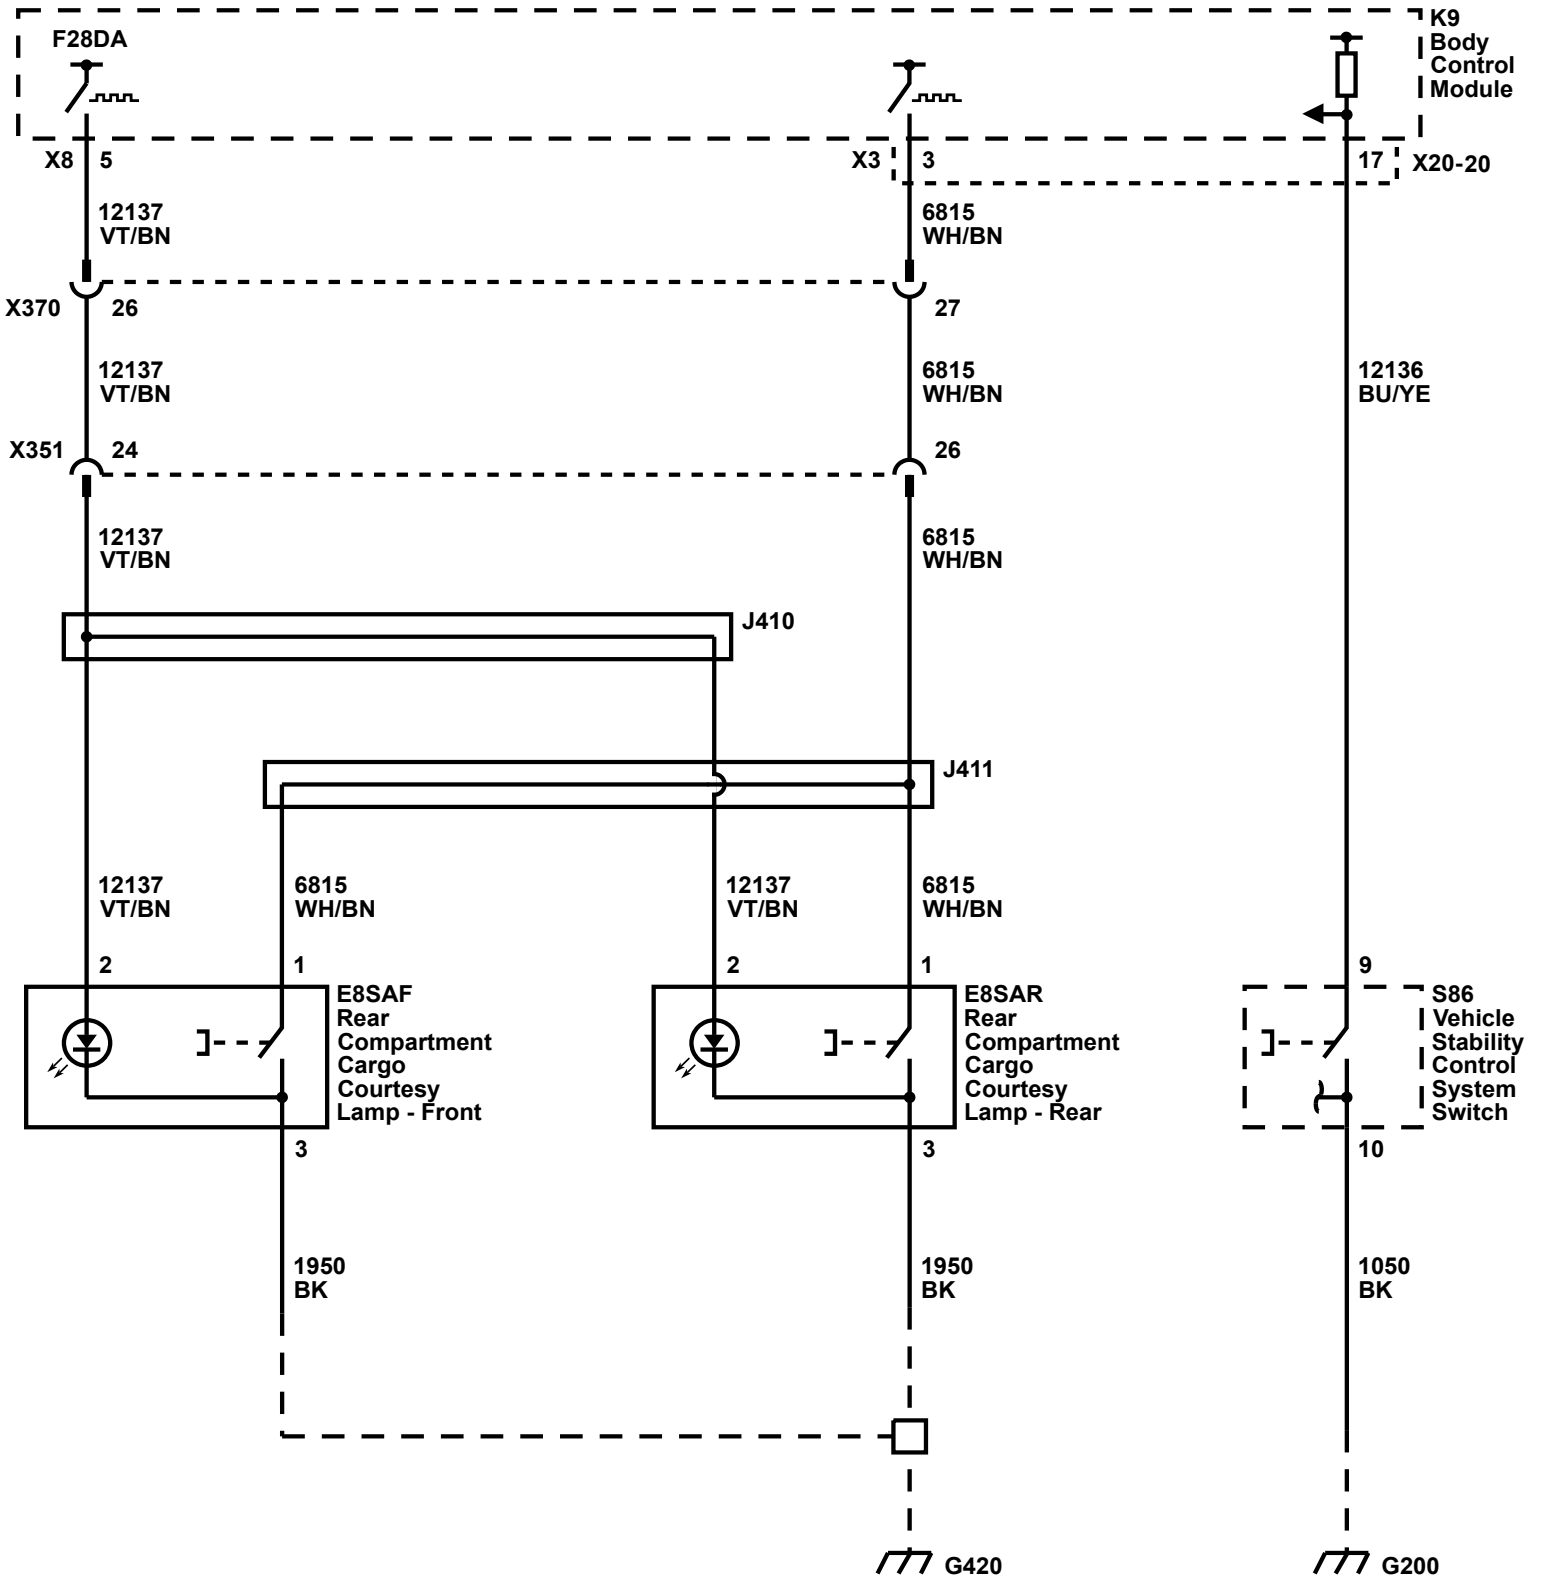 F28DA
K9
Body
Control
Module
X8 5
X3 3
17 X20-20
12137
VT/BN
6815
WH/BN
X370 26
27
12137
VT/BN
6815
WH/BN
12136
BU/YE
X351 24
26
12137
VT/BN
6815
WH/BN
J410
J411
12137
VT/BN
6815
WH/BN
12137
VT/BN
6815
WH/BN
2
1
2
1
9
E8SAF
Rear
Compartment
Cargo
Courtesy
Lamp - Front
E8SAR
Rear
Compartment
Cargo
Courtesy
Lamp - Rear
S86
Vehicle
Stability
Control
System
Switch
3
3
10
1950
BK
1950
BK
1050
BK
G420
G200